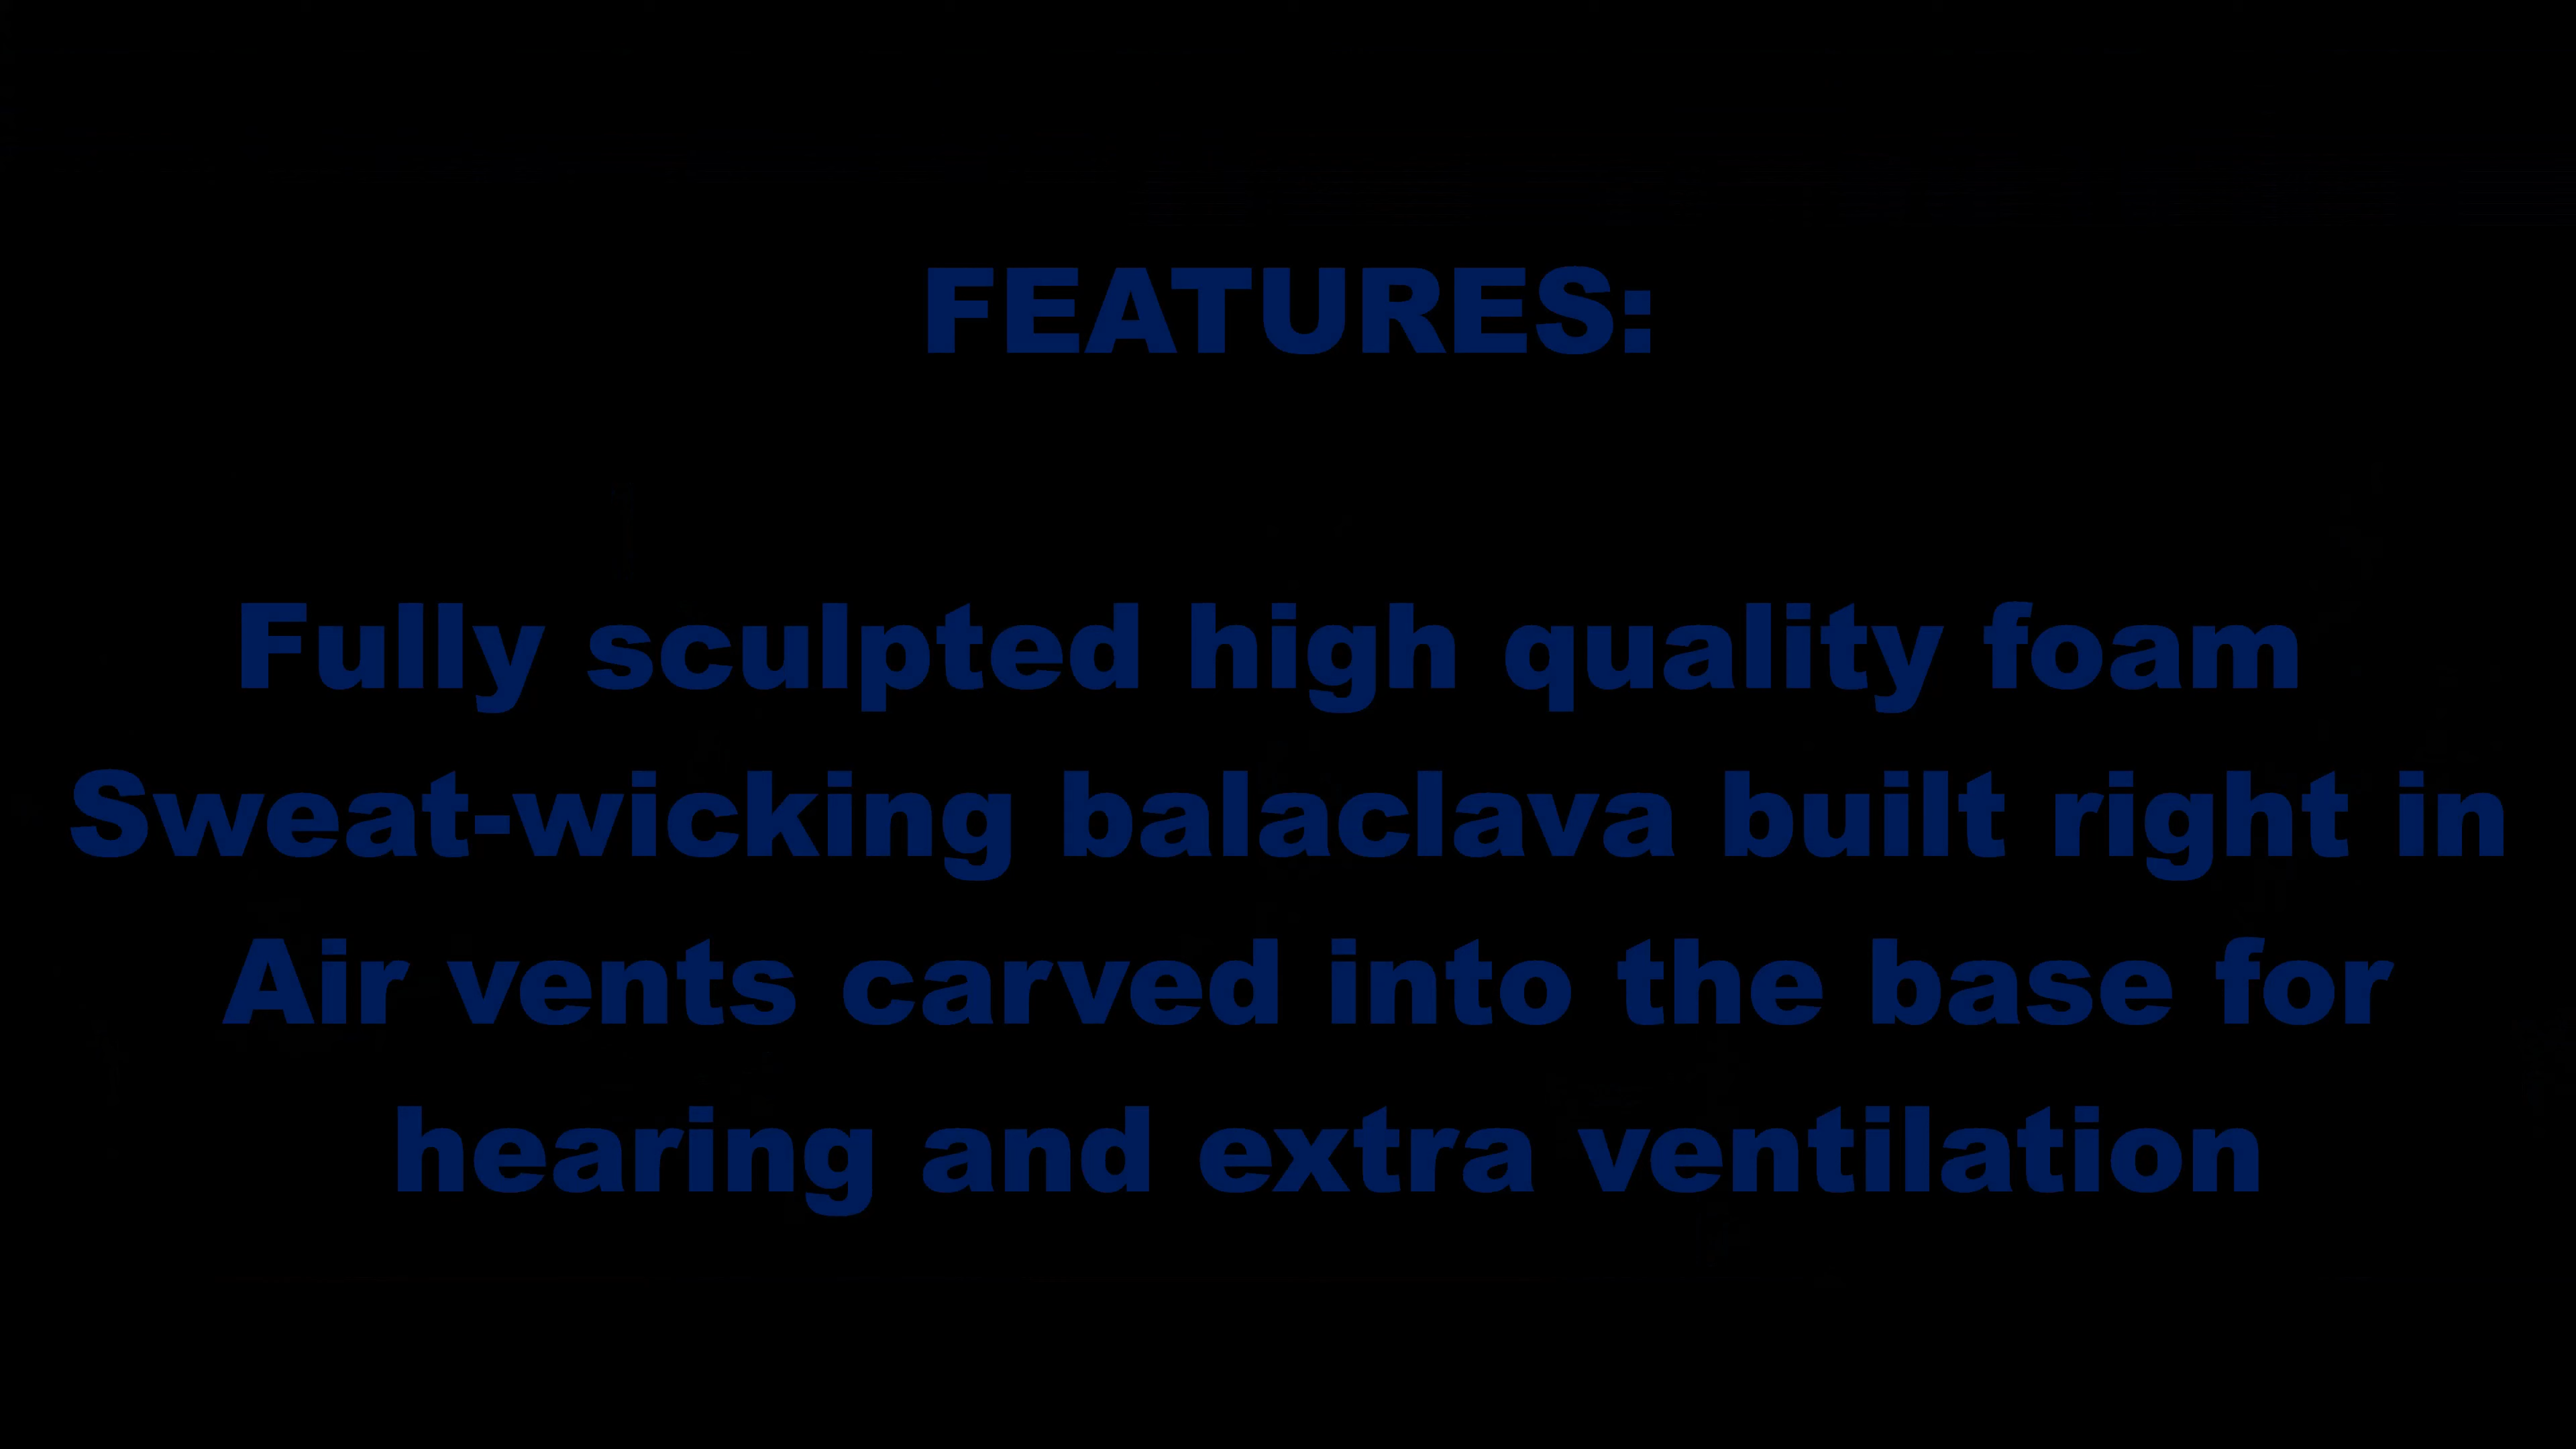 FEATURES:
Fully sculpted high quality foam
Sweat-wicking balaclava built right in
Air vents carved into the base for
hearing and extra ventilation